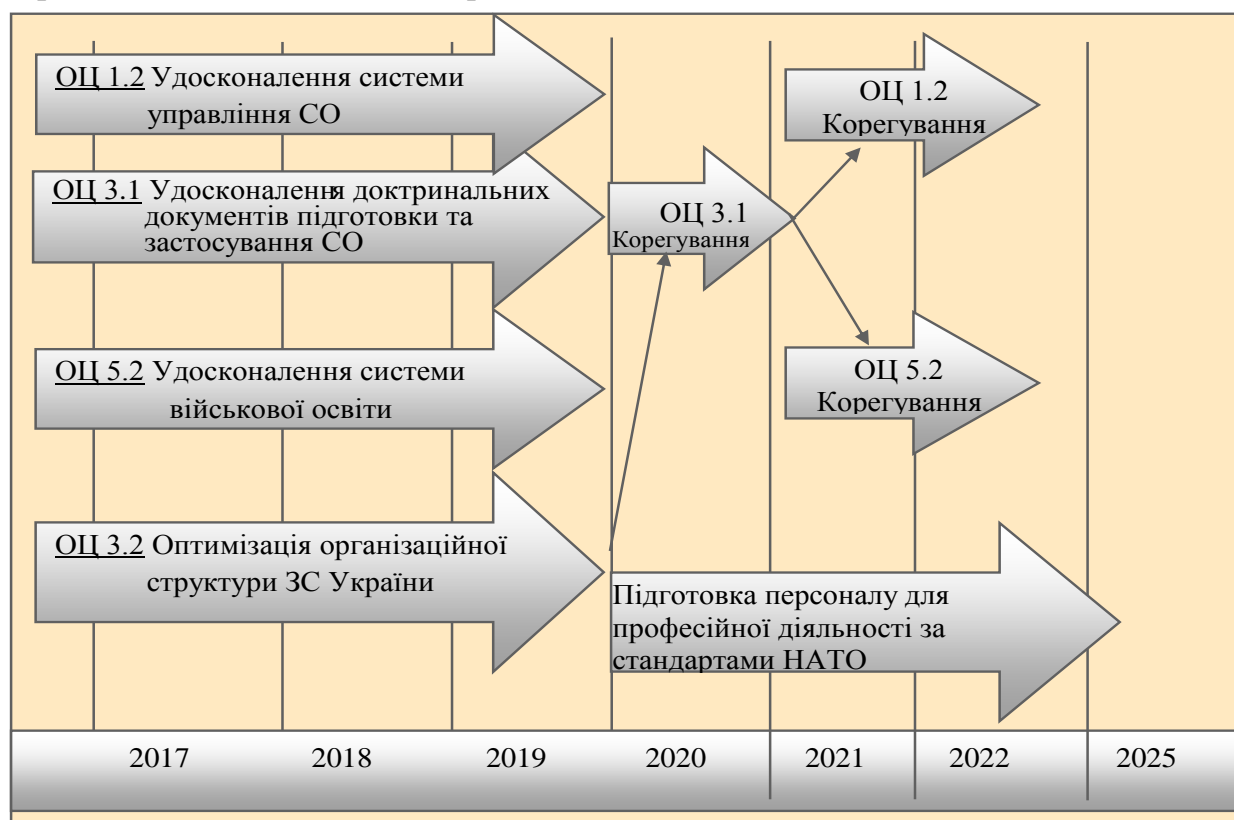 ОЦ 1.2 Удосконалення системи
управління СО
ОЦ 1.2
Корегування
ОЦ 3.1 Удосконалення доктринальних
документів підготовки та
застосування СО
ОЦ 3.1
Корегування
ОЦ 5.2 Удосконалення системи
військової освіти
ОЦ 5.2
Корегування
ОЦ 3.2 Оптимізація організаційної
структури ЗС України
Підготовка персоналу для
професійної діяльності за
стандартами НАТО
2017 2018 2019 2020 2021 2022 2025